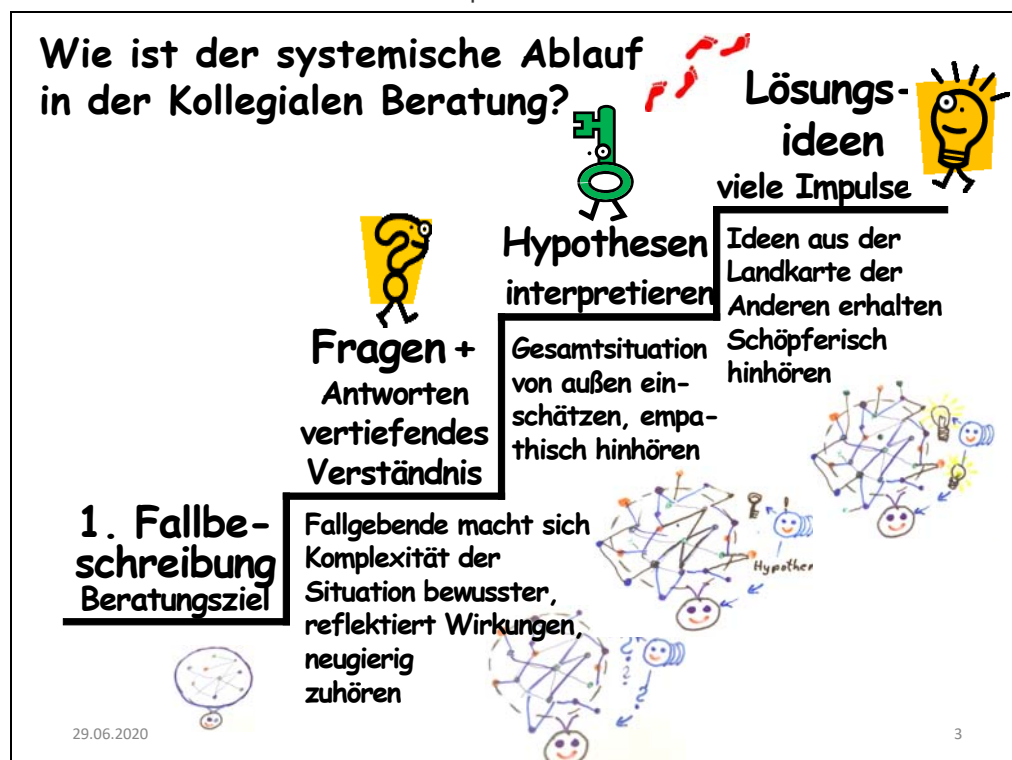 Wie ist der systemische Ablauf
in der Kollegialen Beratung?
Lösungs-
ideen
viele Impulse
Ideen aus der
Landkarte der
Anderen erhalten
Schöpferisch
hinhören
Hypothesen
interpretieren
Gesamtsituation
von außen ein-
schätzen, empa-
thisch hinhören
Fragen +
Antworten
vertiefendes
Verständnis
Fallgebende macht sich
Komplexität der
Situation bewusster,
reflektiert Wirkungen,
neugierig
zuhören
1. Fallbe-
schreibung
Beratungsziel
Hypothe
29.06.2020
3